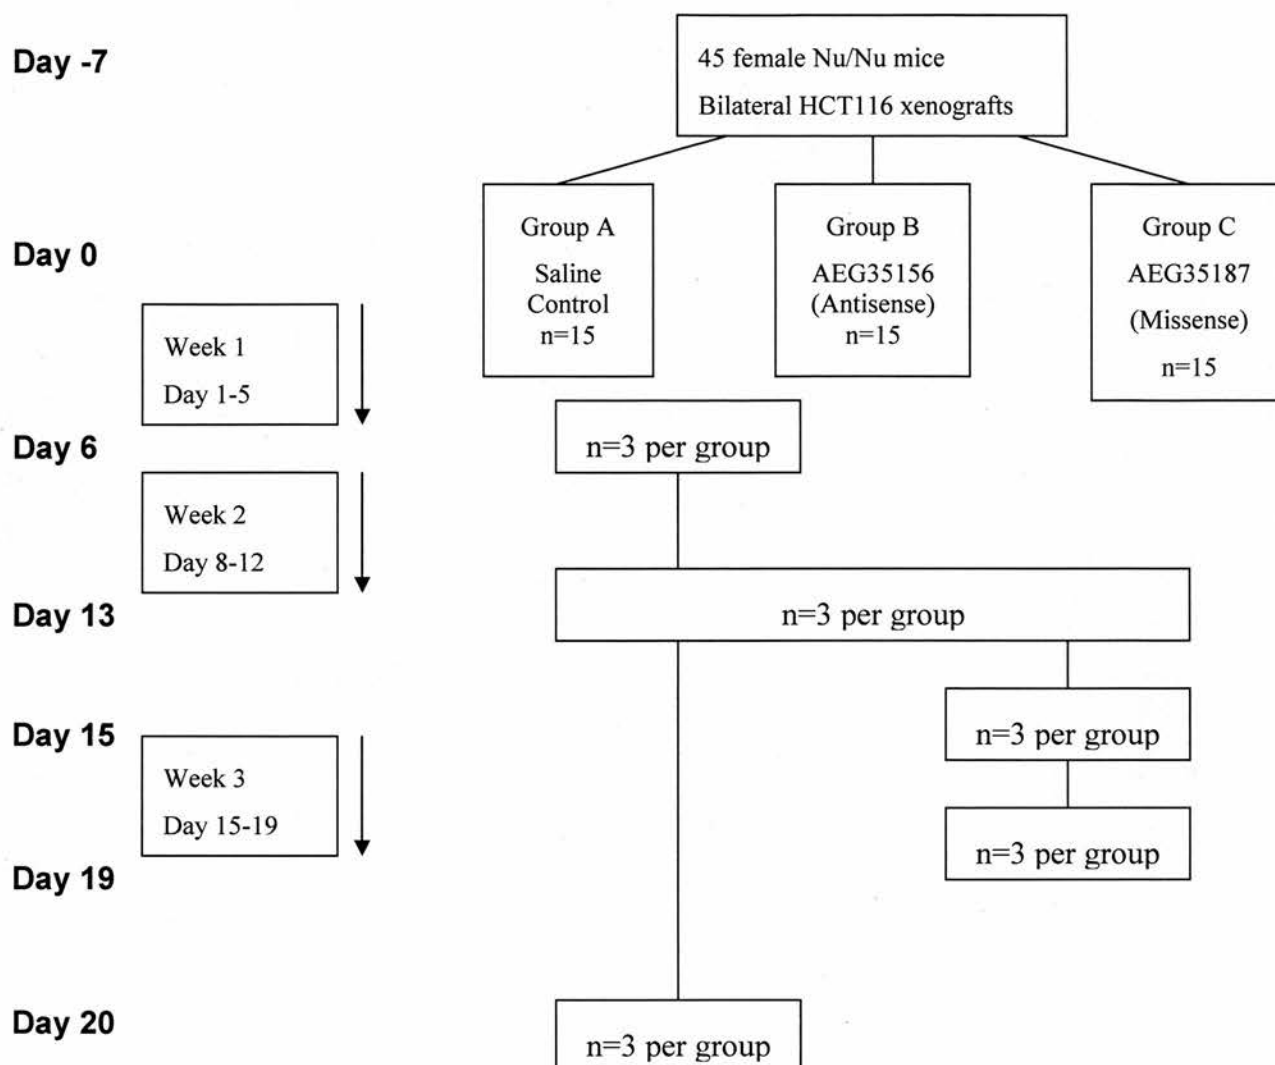 Day -7
45 female Nu/Nu mice
Bilateral HCT116 xenografts
Day 0
Group A
Saline
Control
n=15
Group B
AEG35156
(Antisense)
n=15
Group C
AEG35187
(Missense)
n=15
Week 1
Day 1-5
Day 6
n=3 per group
Week 2
Day 8-12
Day 13
n=3 per group
Day 15
n=3 per group
Week 3
Day 15-19
Day 19
n=3 per group
Day 20
n=3 per group